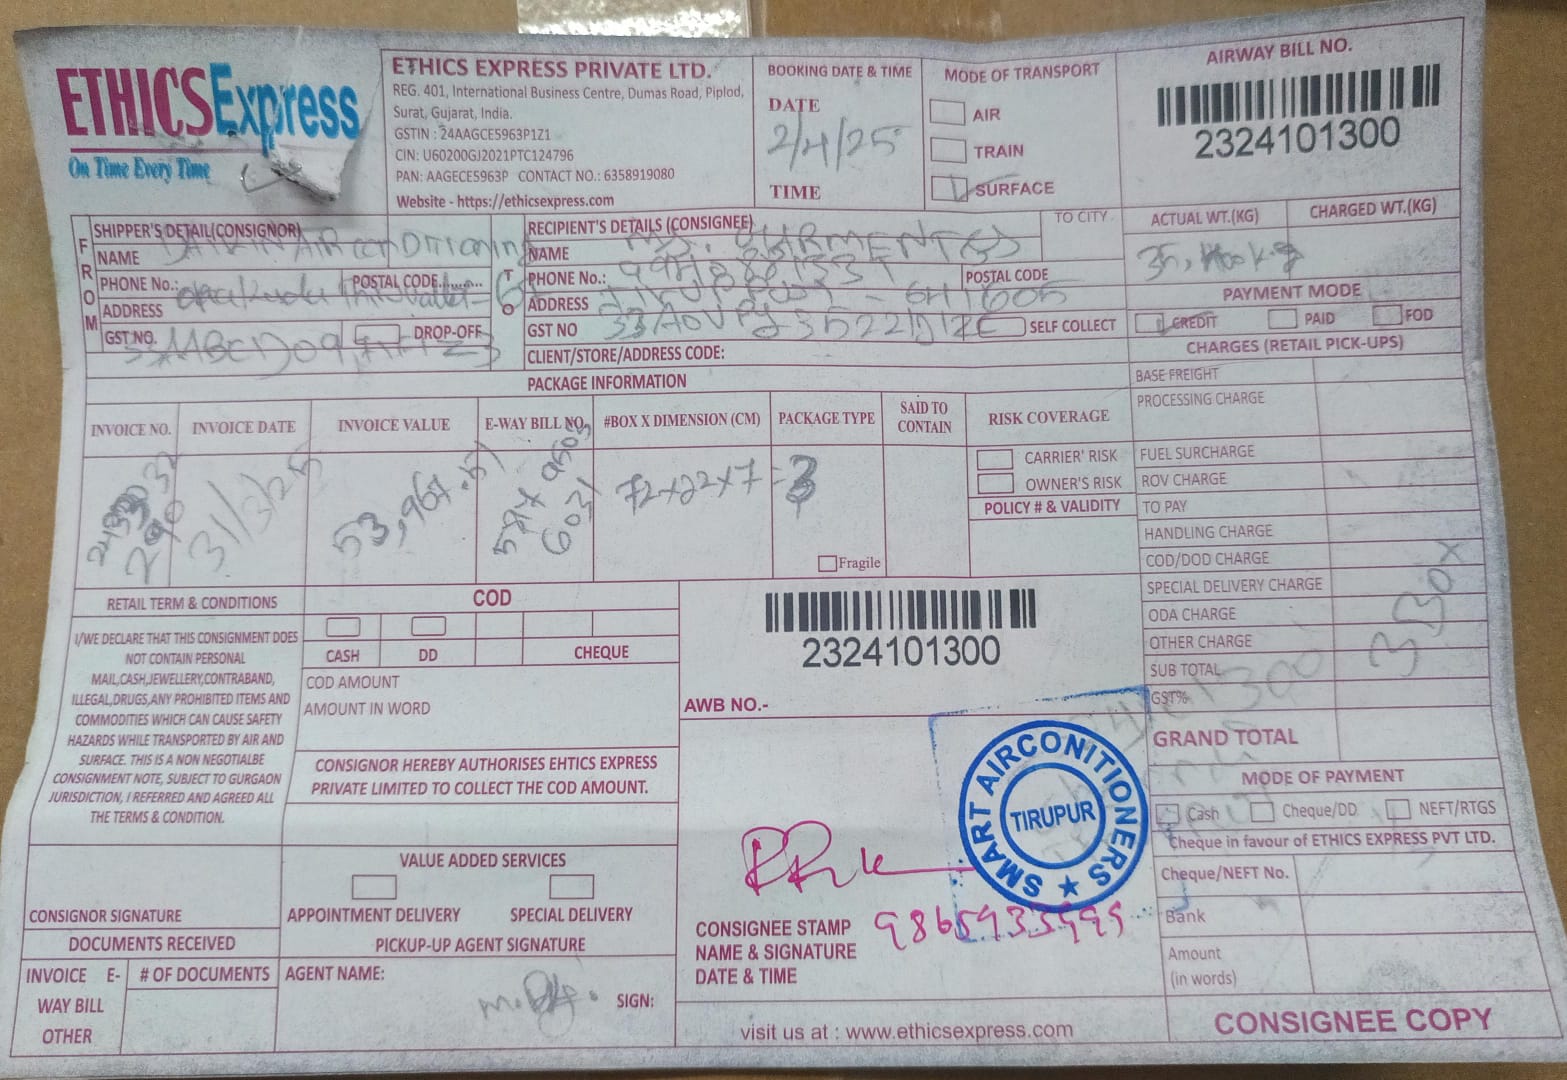 ETHICSExpress
On Time Every Time
ETHICS EXPRESS PRIVATE LTD.
REG. 401, International Business Centre, Dumas Road, Piplod,
Surat, Gujarat, India.
GSTIN : 24AAGCE5963P1Z1
CIN: U60200GJ2021PTC124796
PAN: AAGECE5963P CONTACT NO.: 6358919080
Website - https://ethicsexpress.com
BOOKING DATE & TIME
DATE
2/4/25
TIME
MODE OF TRANSPORT
AIR
TRAIN
SURFACE
AIRWAY BILL NO.
2324101300
FROM
SHIPPER'S DETAIL(CONSIGNOR)
NAME DAIKIN AIRCONDITIONING
PHONE No.: POSTAL CODE..........
ADDRESS
GST NO. DROP-OFF
TO
RECIPIENT'S DETAILS (CONSIGNEE)
TO CITY
NAME
PHONE No.: POSTAL CODE
ADDRESS - 641605
GST NO SELF COLLECT
CLIENT/STORE/ADDRESS CODE:
ACTUAL WT.(KG) CHARGED WT.(KG)
PAYMENT MODE
CREDIT PAID FOD
CHARGES (RETAIL PICK-UPS)
BASE FREIGHT
PROCESSING CHARGE
FUEL SURCHARGE
ROV CHARGE
TO PAY
HANDLING CHARGE
COD/DOD CHARGE
SPECIAL DELIVERY CHARGE
ODA CHARGE
OTHER CHARGE
SUB TOTAL
GST%
GRAND TOTAL
PACKAGE INFORMATION
INVOICE NO. INVOICE DATE INVOICE VALUE E-WAY BILL NO. #BOX X DIMENSION (CM) PACKAGE TYPE SAID TO CONTAIN
31/3/25 53,967.57 72x22x7 = 3
Fragile
RISK COVERAGE
CARRIER' RISK
OWNER'S RISK
POLICY # & VALIDITY
RETAIL TERM & CONDITIONS
I/WE DECLARE THAT THIS CONSIGNMENT DOES
NOT CONTAIN PERSONAL
MAIL,CASH,JEWELLERY,CONTRABAND,
ILLEGAL,DRUGS,ANY PROHIBITED ITEMS AND
COMMODITIES WHICH CAN CAUSE SAFETY
HAZARDS WHILE TRANSPORTED BY AIR AND
SURFACE. THIS IS A NON NEGOTIALBE
CONSIGNMENT NOTE, SUBJECT TO GURGAON
JURISDICTION, I REFERRED AND AGREED ALL
THE TERMS & CONDITION.
COD
CASH DD CHEQUE
COD AMOUNT
AMOUNT IN WORD
CONSIGNOR HEREBY AUTHORISES EHTICS EXPRESS
PRIVATE LIMITED TO COLLECT THE COD AMOUNT.
2324101300
AWB NO.-
SMART AIRCONITIONERS
TIRUPUR
VALUE ADDED SERVICES
APPOINTMENT DELIVERY SPECIAL DELIVERY
CONSIGNOR SIGNATURE
DOCUMENTS RECEIVED
INVOICE E-
WAY BILL
OTHER
# OF DOCUMENTS
PICKUP-UP AGENT SIGNATURE
AGENT NAME:
SIGN:
CONSIGNEE STAMP
NAME & SIGNATURE
DATE & TIME
visit us at : www.ethicsexpress.com
MODE OF PAYMENT
Cash Cheque/DD NEFT/RTGS
Cheque in favour of ETHICS EXPRESS PVT LTD.
Cheque/NEFT No.
Bank
Amount
(in words)
CONSIGNEE COPY